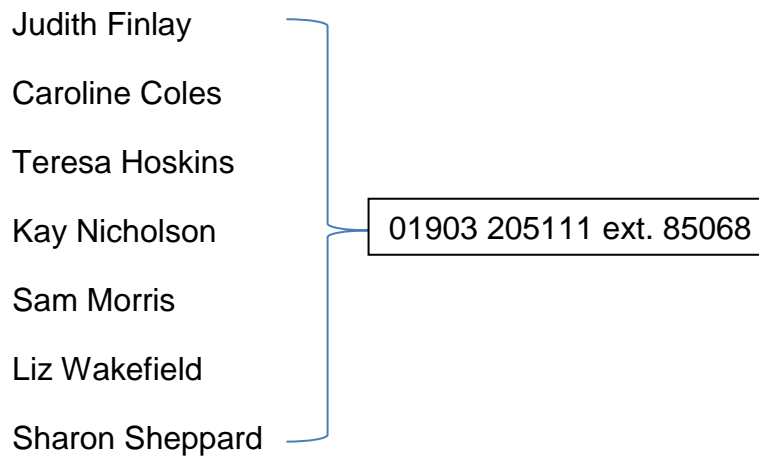 Judith Finlay
Caroline Coles
Teresa Hoskins
Kay Nicholson
01903 205111 ext. 85068
Sam Morris
Liz Wakefield
Sharon Sheppard